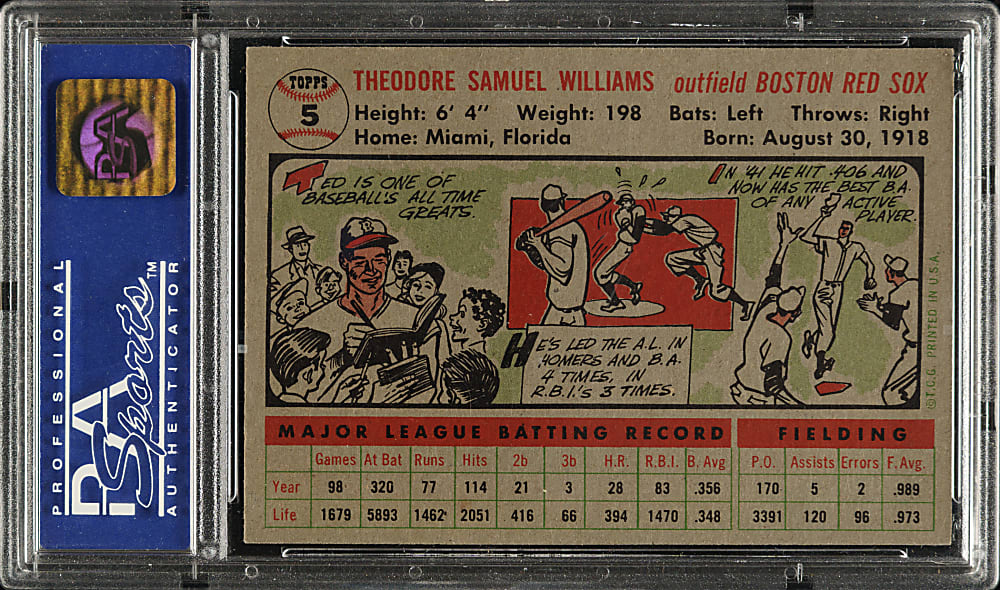 PSA
PROFESSIONAL
PSA
Sports™
AUTHENTICATOR
TOPPS
5
THEODORE SAMUEL WILLIAMS outfield BOSTON RED SOX
Height: 6' 4" Weight: 198 Bats: Left Throws: Right
Home: Miami, Florida Born: August 30, 1918
TED IS ONE OF
BASEBALL'S ALL TIME
GREATS.
B
HE'S LED THE A.L. IN
HOMERS AND B.A.
4 TIMES, IN
R.B.I.'S 3 TIMES.
IN '41 HE HIT .406 AND
NOW HAS THE BEST B.A.
OF ANY ACTIVE
PLAYER.
©T.C.G. PRINTED IN U.S.A.
MAJOR LEAGUE BATTING RECORD FIELDING
Games At Bat Runs Hits 2b 3b H.R. R.B.I. B. Avg P.O. Assists Errors F. Avg.
Year 98 320 77 114 21 3 28 83 .356 170 5 2 .989
Life 1679 5893 1462 2051 416 66 394 1470 .348 3391 120 96 .973